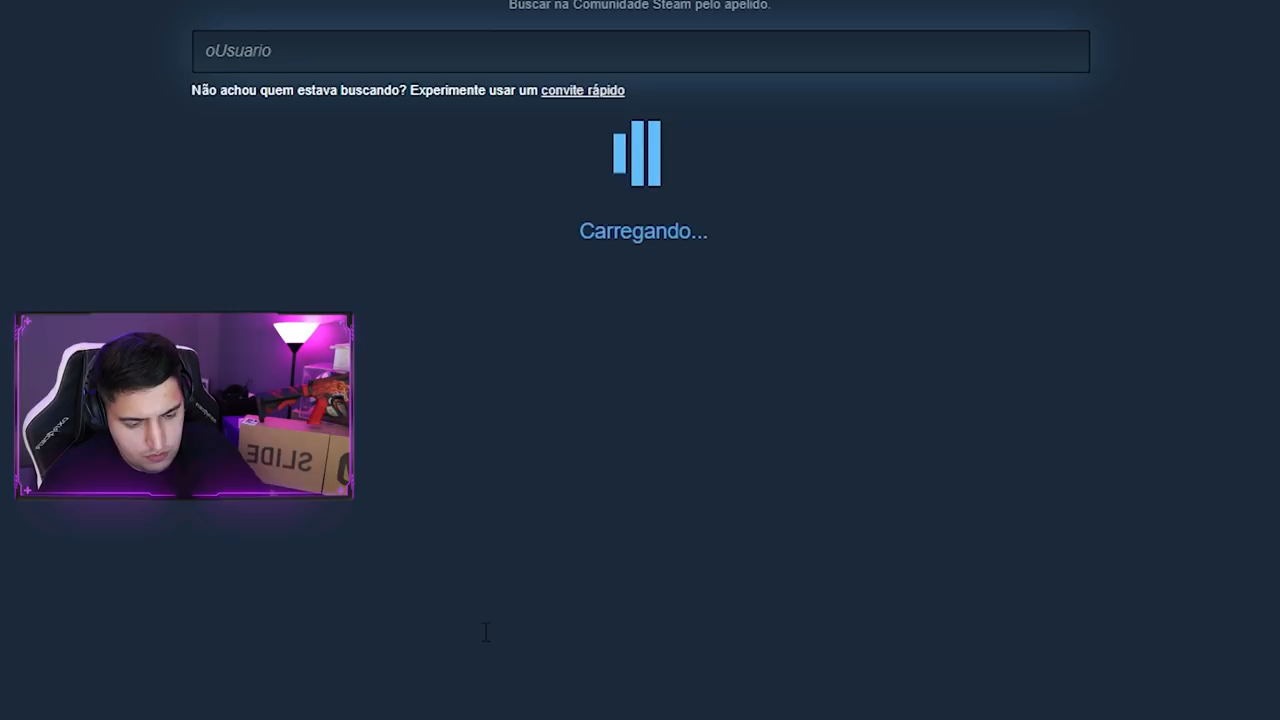 Buscar na Comunidade Steam pelo apelido.
oUsuario
Não achou quem estava buscando? Experimente usar um convite rápido
Carregando...
SLIDE